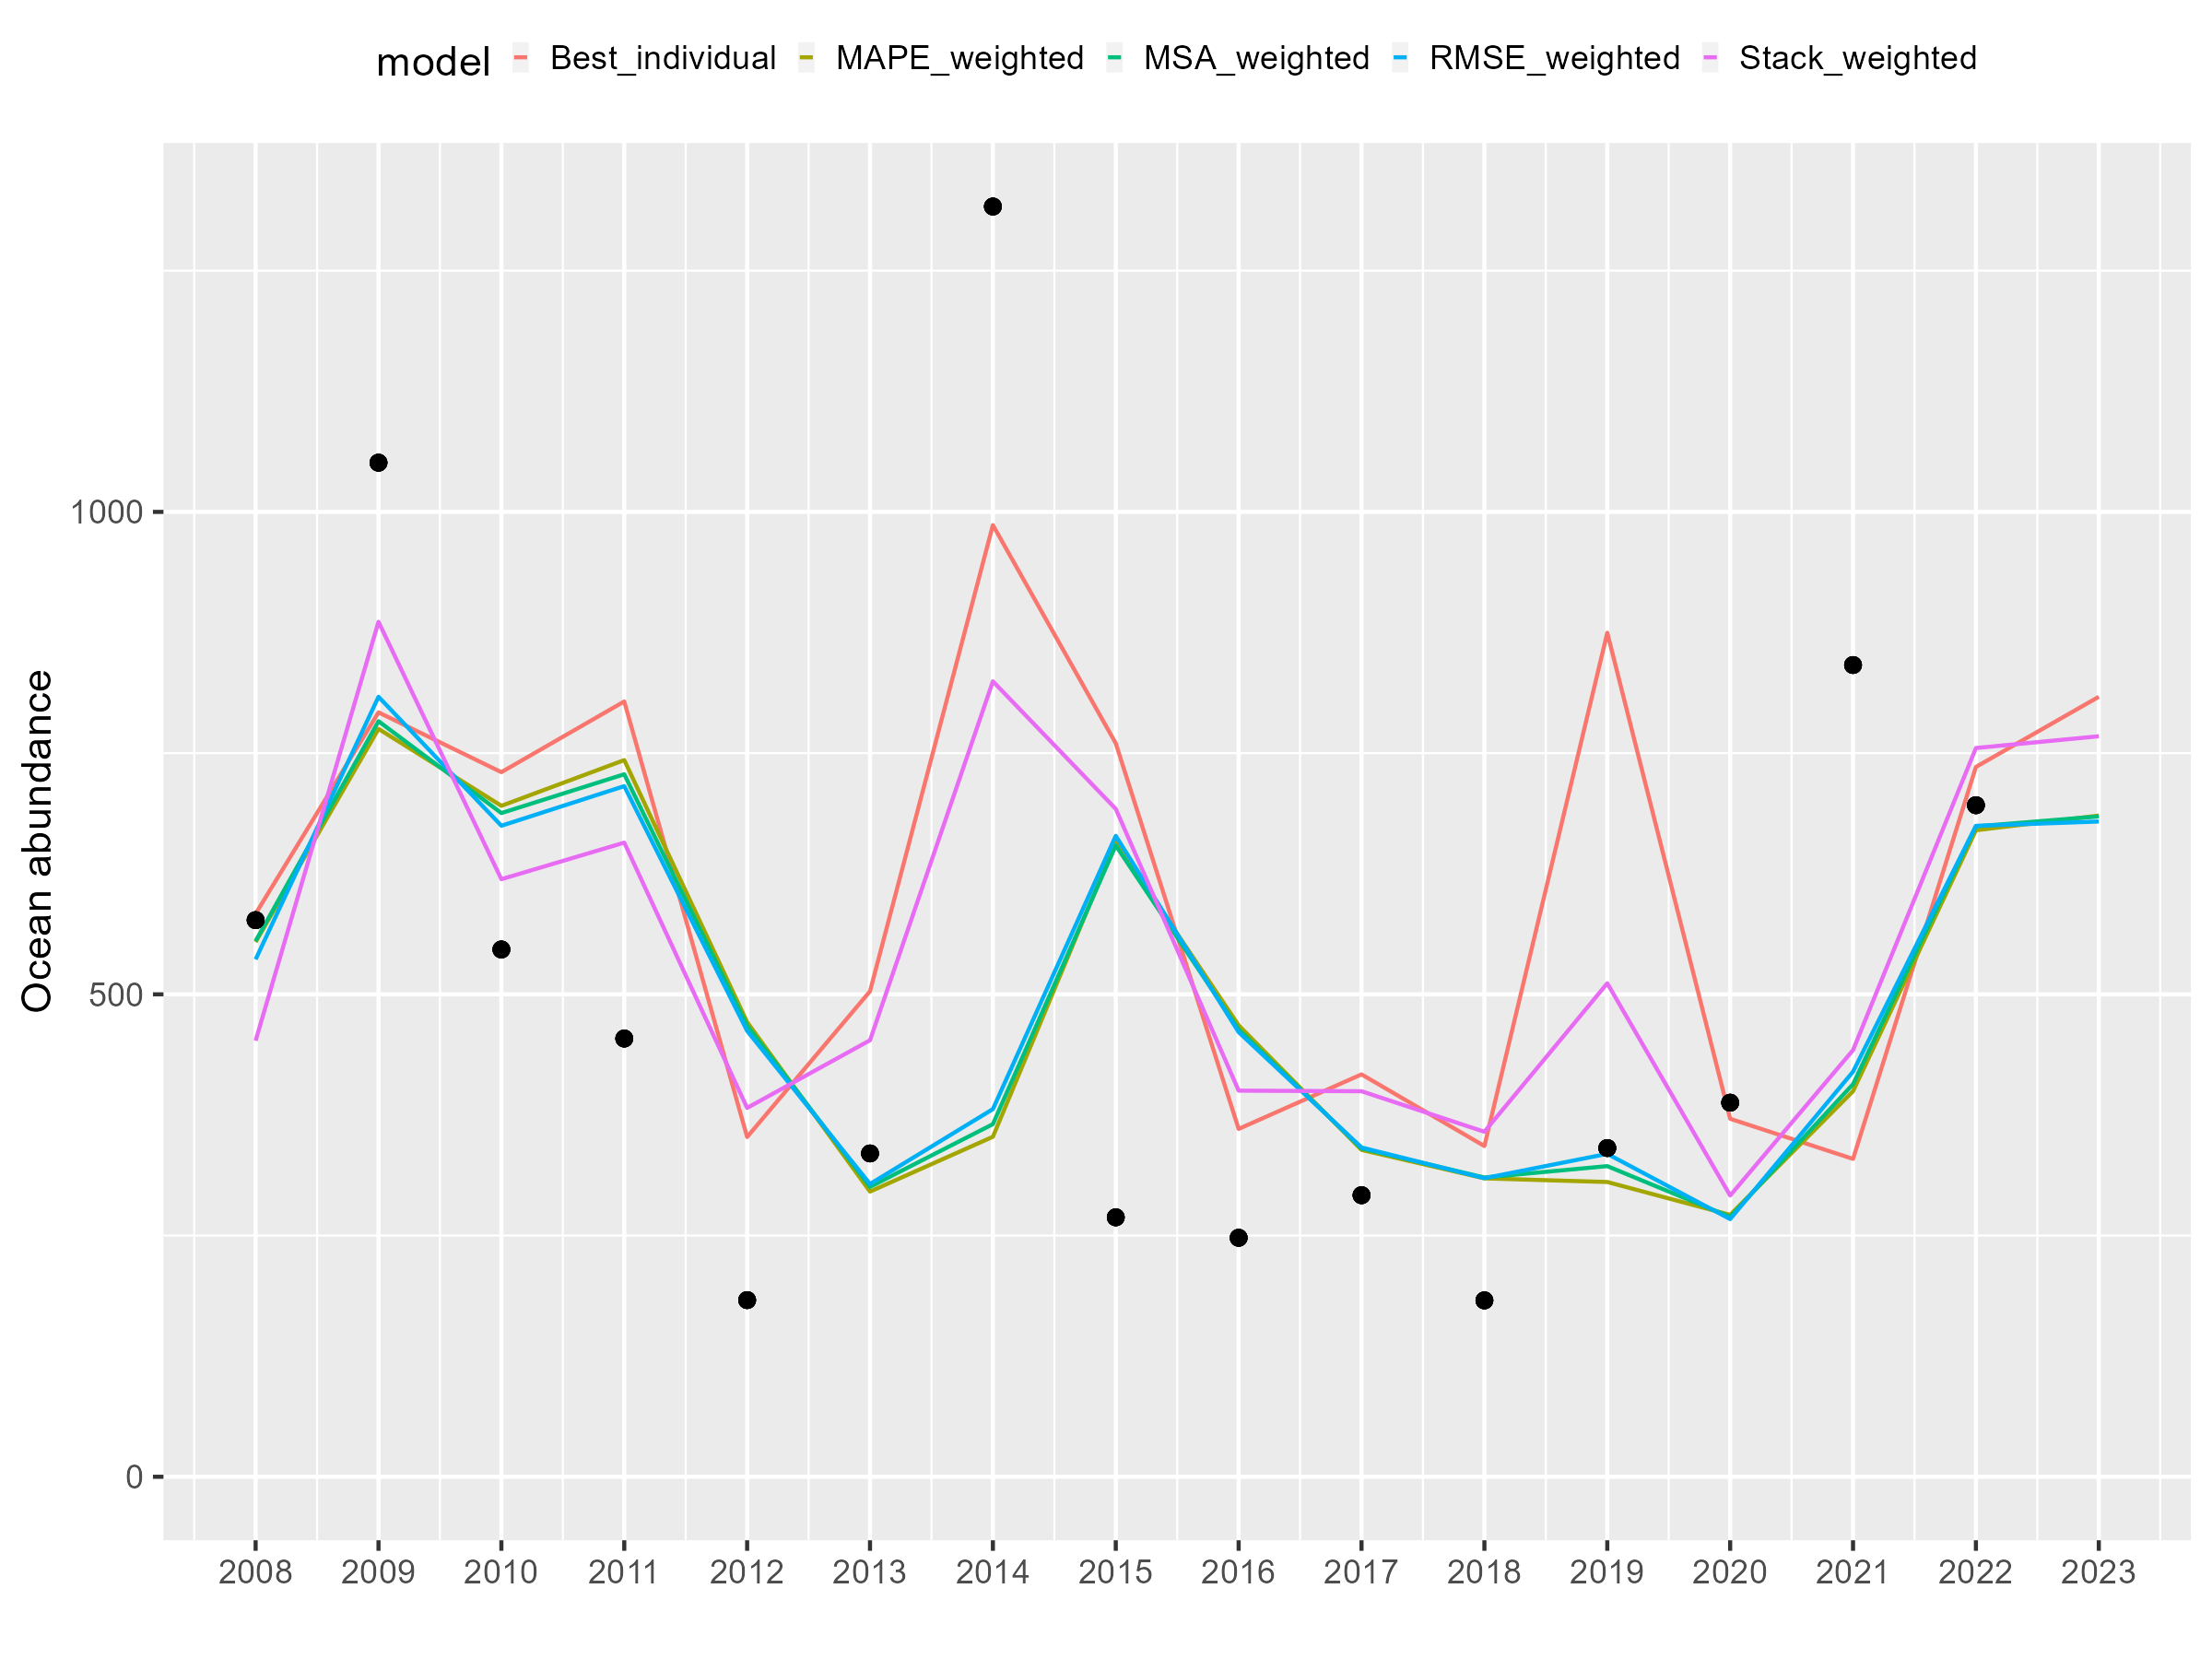 model Best_individual MAPE_weighted MSA_weighted RMSE_weighted Stack_weighted
Ocean abundance
1000
500
0
2008 2009 2010 2011 2012 2013 2014 2015 2016 2017 2018 2019 2020 2021 2022 2023